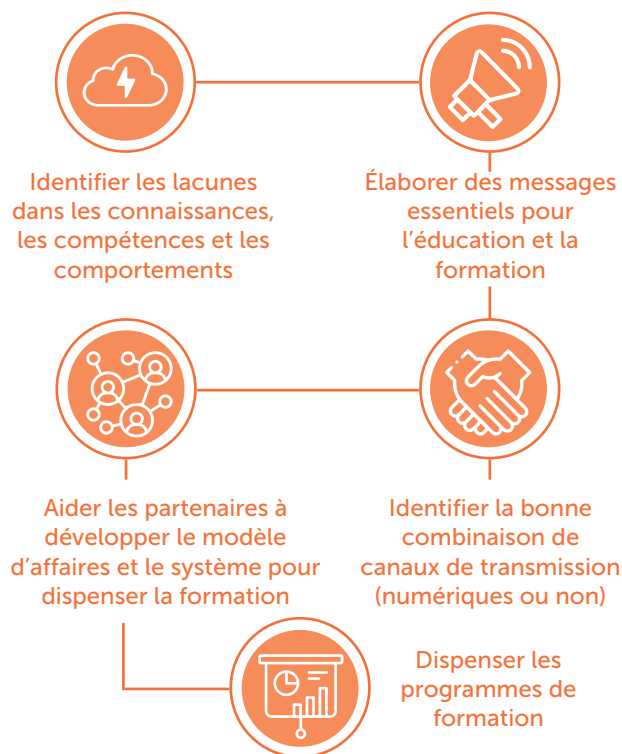 Identifier les lacunes
dans les connaissances,
les compétences et les
comportements
Élaborer des messages
essentiels pour
l'éducation et la
formation
Aider les partenaires à
développer le modèle
d'affaires et le système pour
dispenser la formation
Identifier la bonne
combinaison de
canaux de transmission
(numériques ou non)
Dispenser les
programmes de
formation